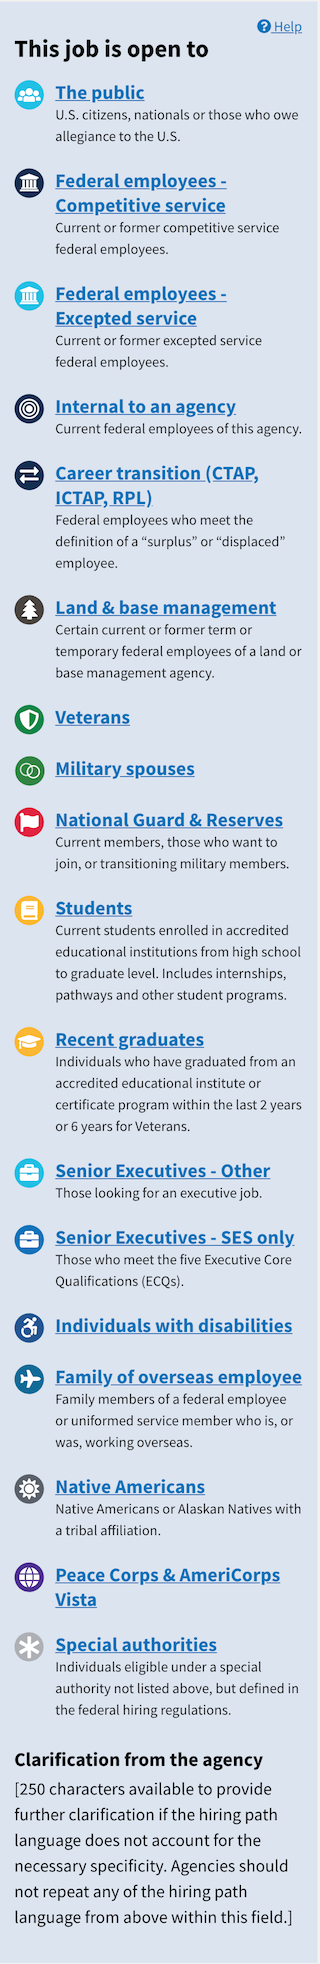 Help
This job is open to
The public
U.S. citizens, nationals or those who owe
allegiance to the U.S.
Federal employees -
Competitive service
Current or former competitive service
federal employees.
Federal employees -
Excepted service
Current or former excepted service
federal employees.
Internal to an agency
Current federal employees of this agency.
Career transition (CTAP,
ICTAP, RPL)
Federal employees who meet the
definition of a “surplus” or “displaced”
employee.
Land & base management
Certain current or former term or
temporary federal employees of a land or
base management agency.
Veterans
Military spouses
National Guard & Reserves
Current members, those who want to
join, or transitioning military members.
Students
Current students enrolled in accredited
educational institutions from high school
to graduate level. Includes internships,
pathways and other student programs.
Recent graduates
Individuals who have graduated from an
accredited educational institute or
certificate program within the last 2 years
or 6 years for Veterans.
Senior Executives - Other
Those looking for an executive job.
Senior Executives - SES only
Those who meet the five Executive Core
Qualifications (ECQs).
Individuals with disabilities
Family of overseas employee
Family members of a federal employee
or uniformed service member who is, or
was, working overseas.
Native Americans
Native Americans or Alaskan Natives with
a tribal affiliation.
Peace Corps & AmeriCorps
Vista
Special authorities
Individuals eligible under a special
authority not listed above, but defined in
the federal hiring regulations.
Clarification from the agency
[250 characters available to provide
further clarification if the hiring path
language does not account for the
necessary specificity. Agencies should
not repeat any of the hiring path
language from above within this field.]